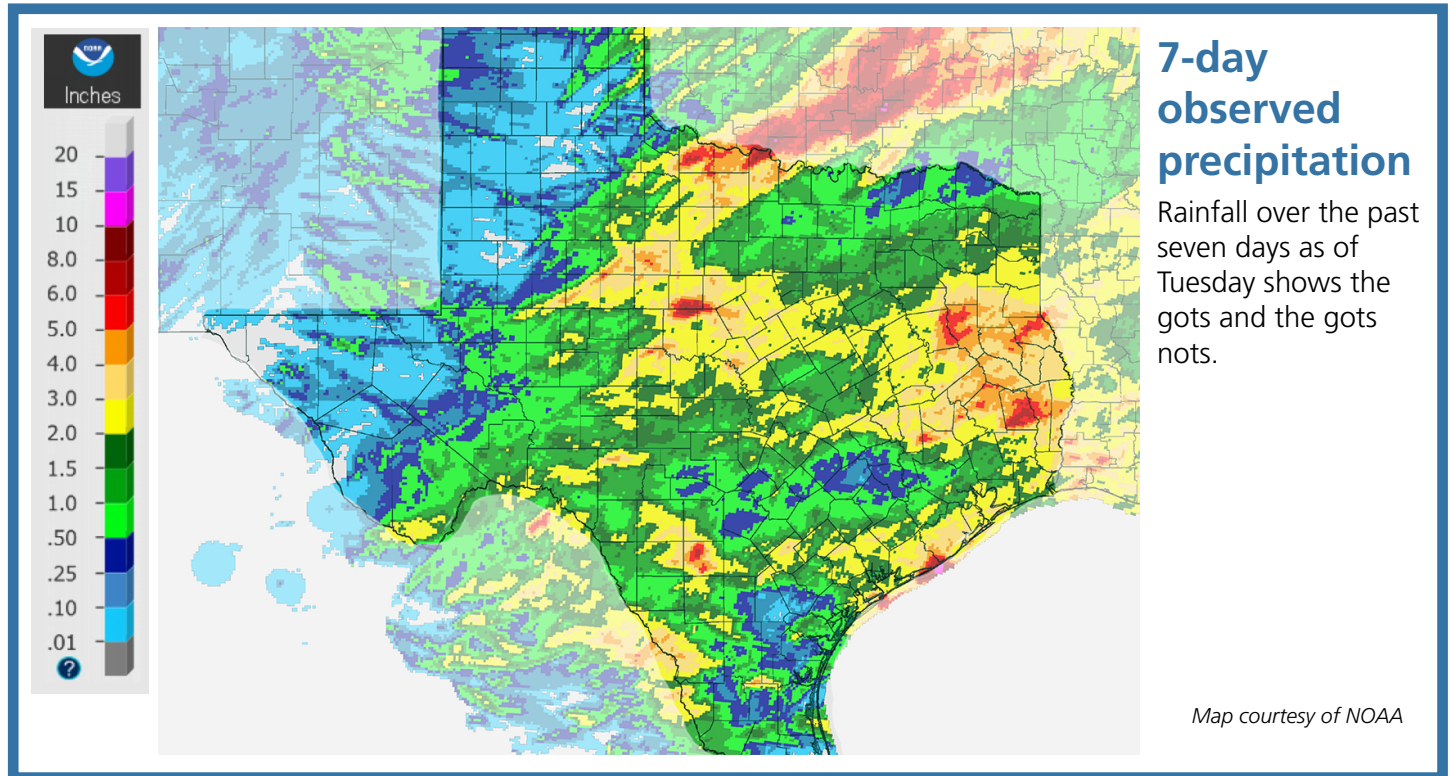 NOAA
Inches
20
15
10
8.0
6.0
5.0
4.0
3.0
2.0
1.5
1.0
.50
.25
.10
.01
?
7-day
observed
precipitation
Rainfall over the past
seven days as of
Tuesday shows the
gots and the gots
nots.
Map courtesy of NOAA